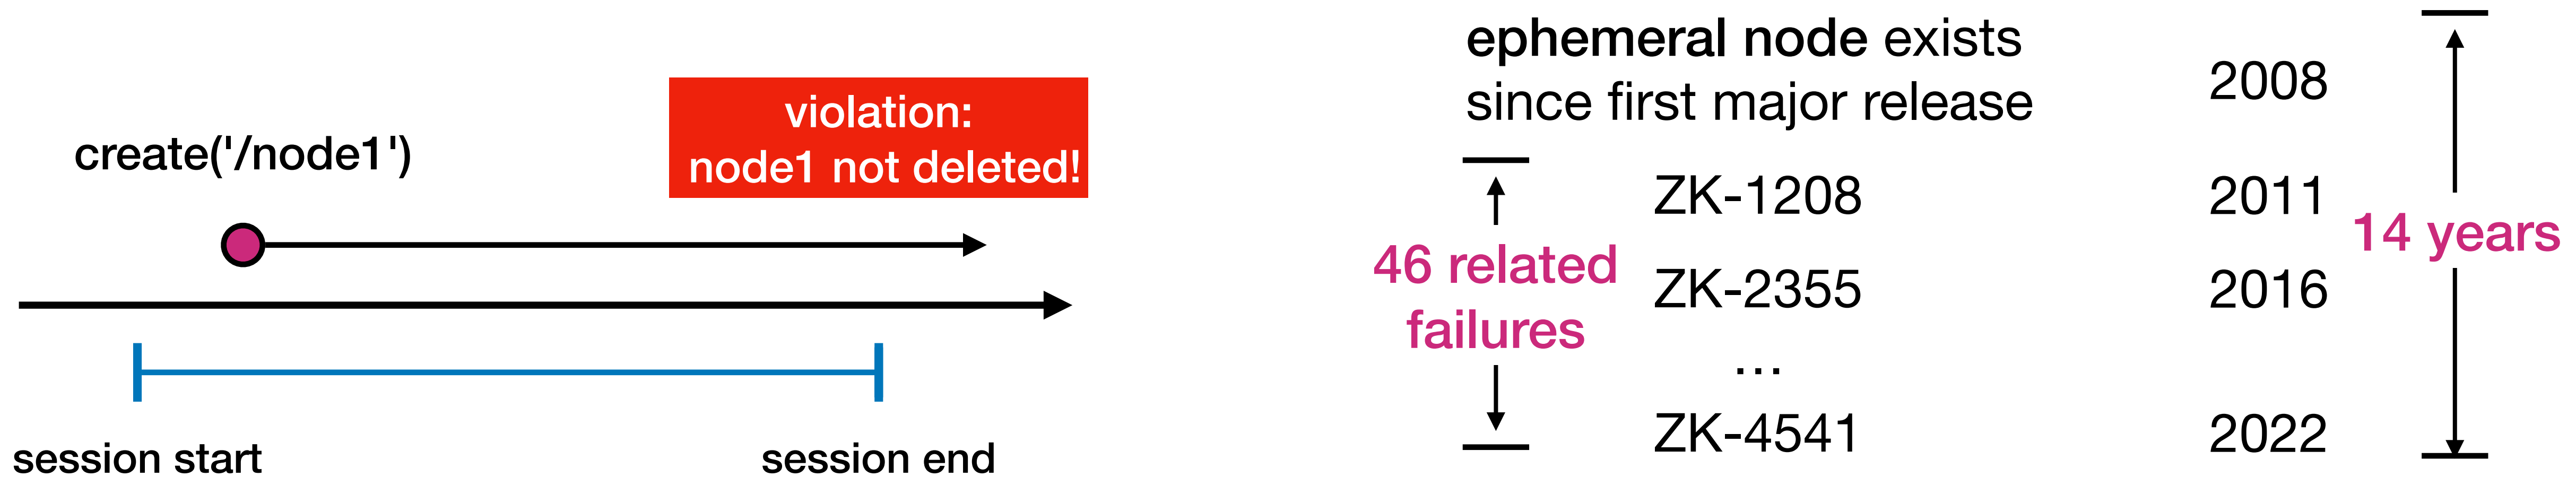 create('/node1')
violation:
node1 not deleted!
session start
session end
ephemeral node exists
since first major release
2008
ZK-1208
2011
46 related
failures
14 years
ZK-2355
2016
...
ZK-4541
2022